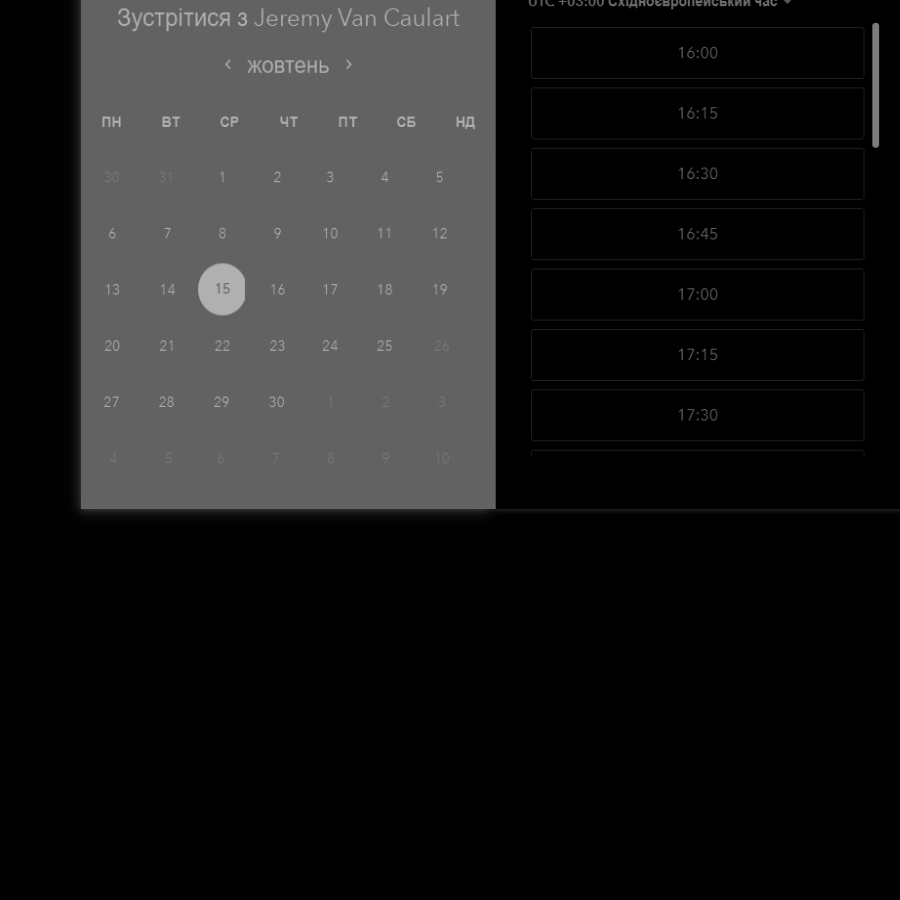 Зустрітися з Jeremy Van Caulart
‹ жовтень ›
ПН ВТ СР ЧТ ПТ СБ НД
30 31 1 2 3 4 5
6 7 8 9 10 11 12
13 14 15 16 17 18 19
20 21 22 23 24 25 26
27 28 29 30 1 2 3
4 5 6 7 8 9 10
UTC +03:00 Східноєвропейський час
16:00
16:15
16:30
16:45
17:00
17:15
17:30